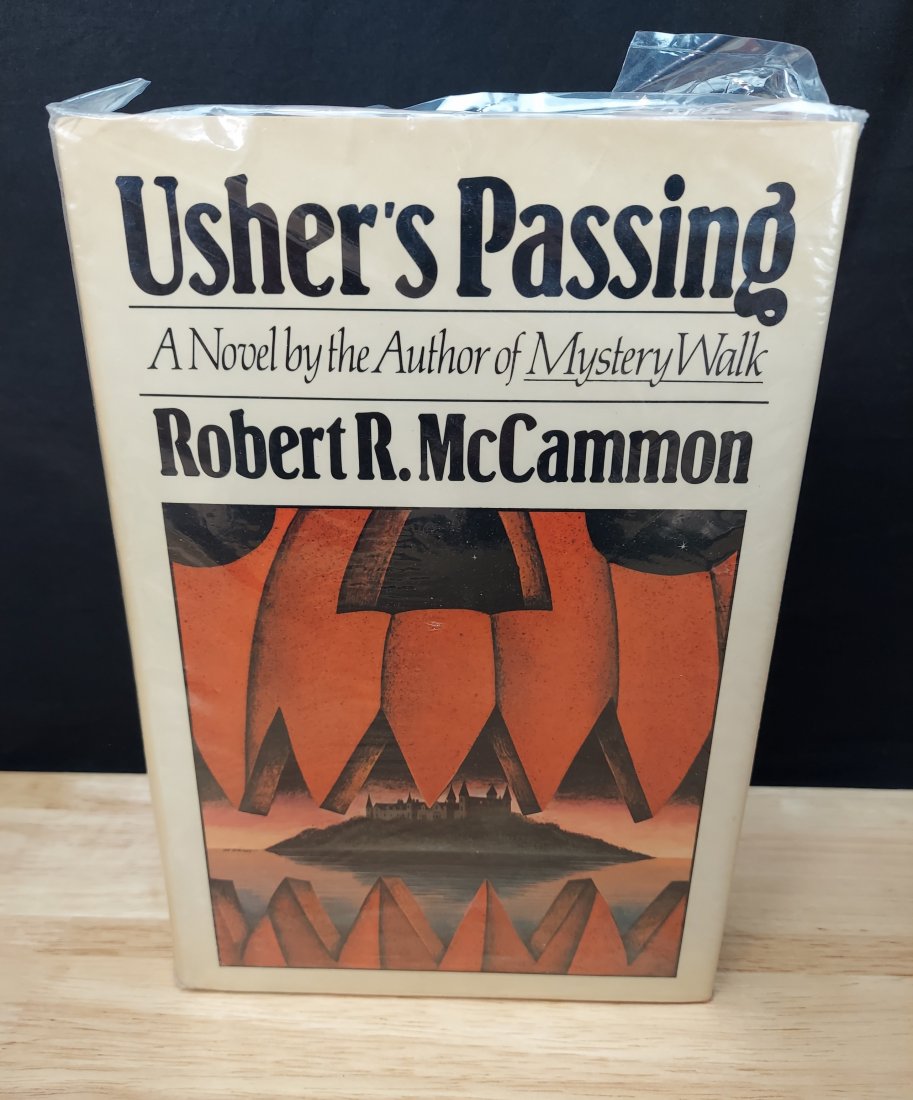 Usher's Passing
A Novel by the Author of Mystery Walk
Robert R. McCammon